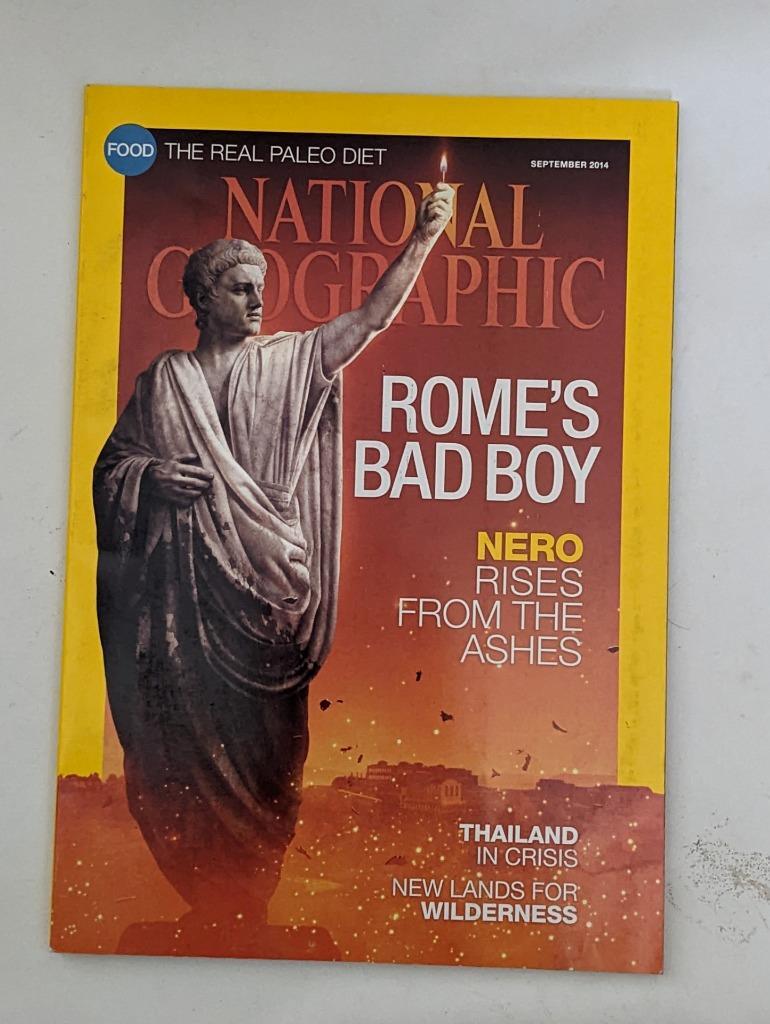 FOOD THE REAL PALEO DIET
SEPTEMBER 2014
NATIONAL
GEOGRAPHIC
ROME'S
BAD BOY
NERO
RISES
FROM THE
ASHES
THAILAND
IN CRISIS
NEW LANDS FOR
WILDERNESS